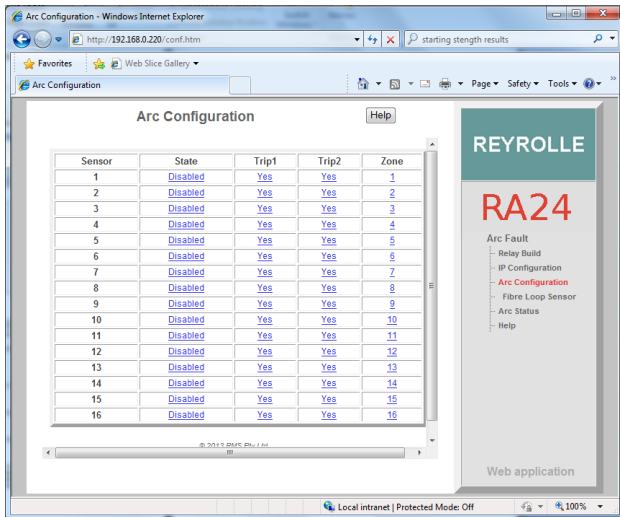 Arc Configuration - Windows Internet Explorer
http://192.168.0.220/conf.htm
starting stength results
Favorites
Web Slice Gallery
Arc Configuration
Page Safety Tools
Arc Configuration
Help
Sensor State Trip1 Trip2 Zone
1 Disabled Yes Yes 1
2 Disabled Yes Yes 2
3 Disabled Yes Yes 3
4 Disabled Yes Yes 4
5 Disabled Yes Yes 5
6 Disabled Yes Yes 6
7 Disabled Yes Yes 7
8 Disabled Yes Yes 8
9 Disabled Yes Yes 9
10 Disabled Yes Yes 10
11 Disabled Yes Yes 11
12 Disabled Yes Yes 12
13 Disabled Yes Yes 13
14 Disabled Yes Yes 14
15 Disabled Yes Yes 15
16 Disabled Yes Yes 16
© 2013 RMS Pty Ltd
REYROLLE
RA24
Arc Fault
Relay Build
IP Configuration
Arc Configuration
Fibre Loop Sensor
Arc Status
Help
Web application
Local intranet | Protected Mode: Off
100%